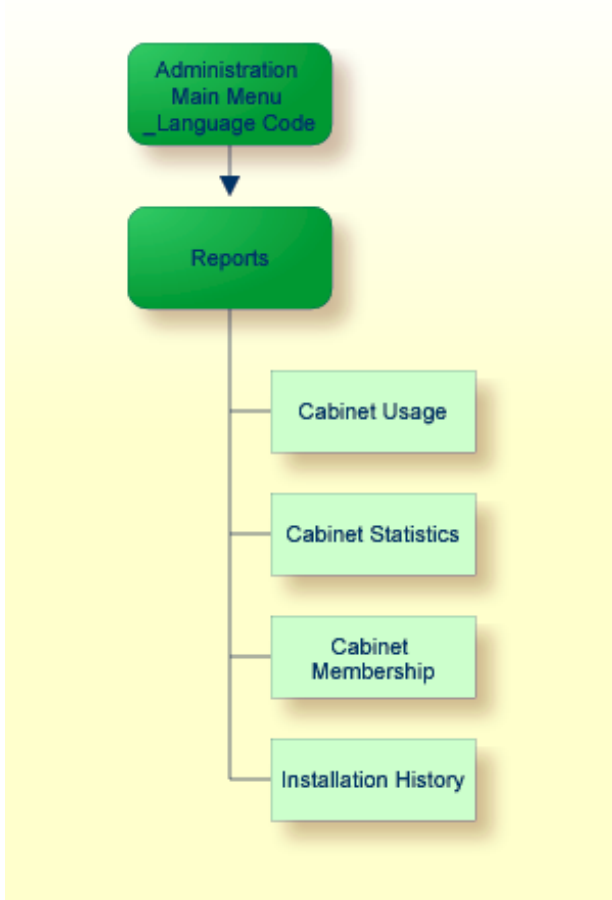 Administration
Main Menu
_Language Code
Reports
Cabinet Usage
Cabinet Statistics
Cabinet
Membership
Installation History